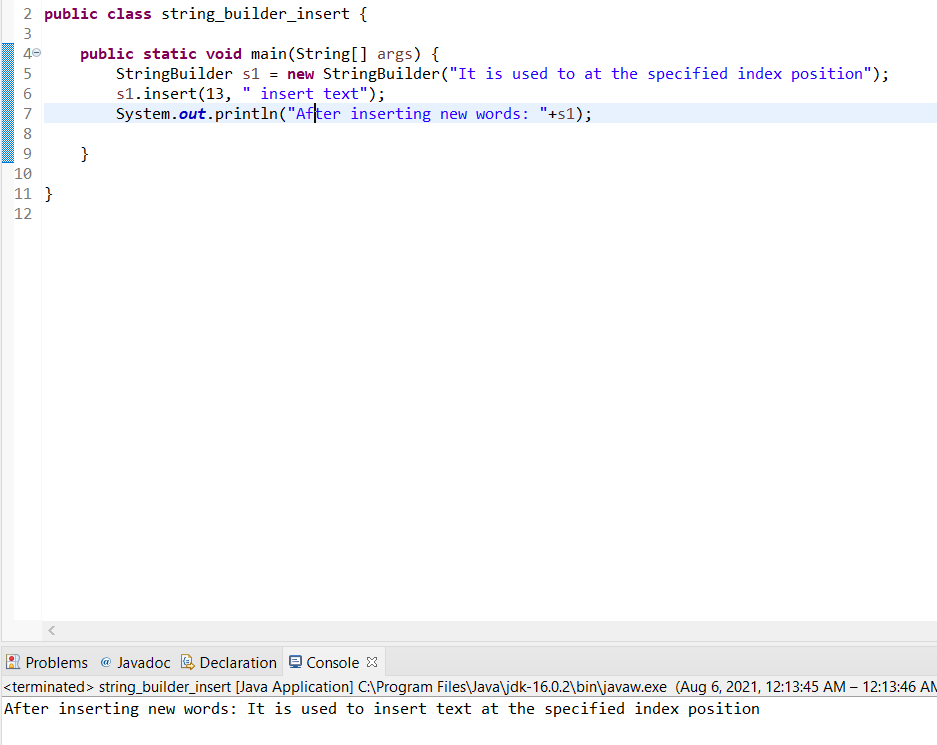 2 public class string_builder_insert {
3
4 public static void main(String[] args) {
5 StringBuilder s1 = new StringBuilder("It is used to at the specified index position");
6 s1.insert(13, " insert text");
7 System.out.println("After inserting new words: "+s1);
8
9 }
10
11 }
12
Problems @ Javadoc Declaration Console
<terminated> string_builder_insert [Java Application] C:\Program Files\Java\jdk-16.0.2\bin\javaw.exe (Aug 6, 2021, 12:13:45 AM – 12:13:46 AM
After inserting new words: It is used to insert text at the specified index position